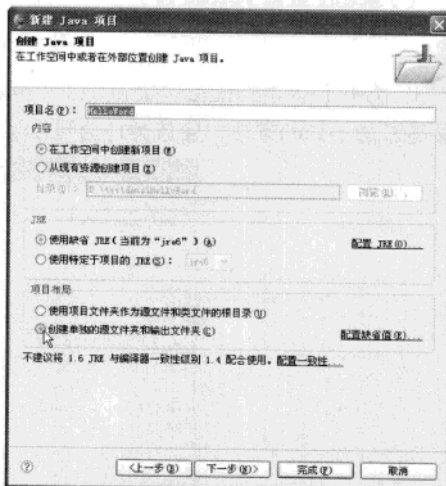 新建 Java 项目
创建 Java 项目
在工作空间中或者在外部位置创建 Java 项目。
项目名(P): HelloWord
内容
在工作空间中创建新项目(W)
从现有资源创建项目(X)
目录(D): 浏览(R)...
JRE
使用缺省 JRE(当前为“jre6”)(A) 配置 JRE(O)...
使用特定于项目的 JRE(S): jre6
项目布局
使用项目文件夹作为源文件和类文件的根目录(U)
创建单独的源文件夹和输出文件夹(C) 配置缺省值(E)...
不建议将 1.6 JRE 与编译器一致性级别 1.4 配合使用。配置一致性...
<上一步(B) 下一步(N)> 完成(F) 取消